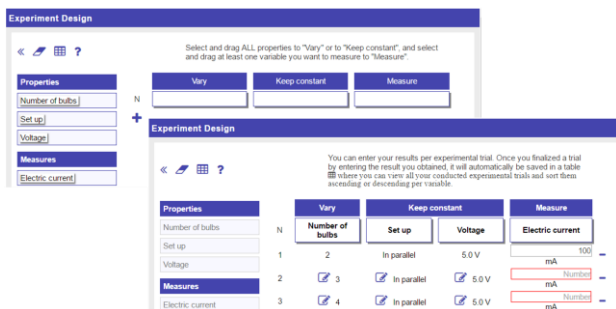 Experiment Design
« ?
Select and drag ALL properties to "Vary" or to "Keep constant", and select
and drag at least one variable you want to measure to "Measure".
Properties
Vary Keep constant Measure
Number of bulbs
N
Set up
+
Voltage
Measures
Electric current
Experiment Design
« ?
You can enter your results per experimental trial. Once you finalized a trial
by entering the result you obtained, it will automatically be saved in a table
where you can view all your conducted experimental trials and sort them
ascending or descending per variable.
Properties
Vary Keep constant Measure
Number of bulbs
N Number of bulbs Set up Voltage Electric current
Set up
1 2 In parallel 5.0 V 100 mA −
Voltage
2 3 In parallel 5.0 V Number mA −
Measures
3 4 In parallel 5.0 V Number mA −
Electric current